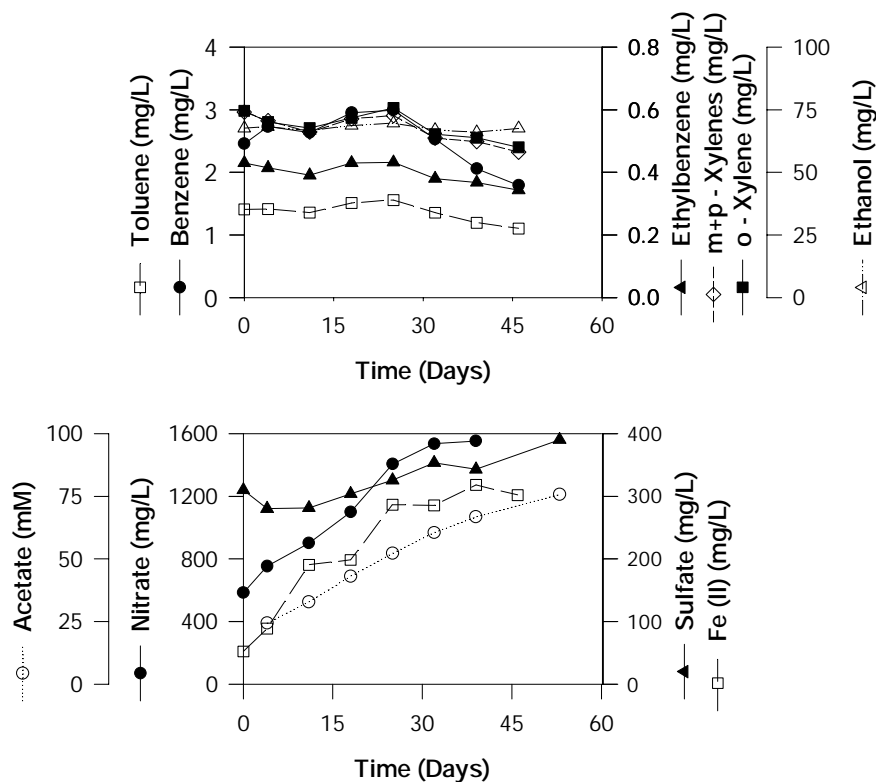 Toluene (mg/L)
Benzene (mg/L)
4
3
2
1
0
0.8
0.6
0.4
0.2
0.0
Ethylbenzene (mg/L)
m+p - Xylenes (mg/L)
o - Xylene (mg/L)
100
75
50
25
0
Ethanol (mg/L)
0 15 30 45 60
Time (Days)
Acetate (mM)
100
75
50
25
0
Nitrate (mg/L)
1600
1200
800
400
0
400
300
200
100
0
Sulfate (mg/L)
Fe (II) (mg/L)
0 15 30 45 60
Time (Days)